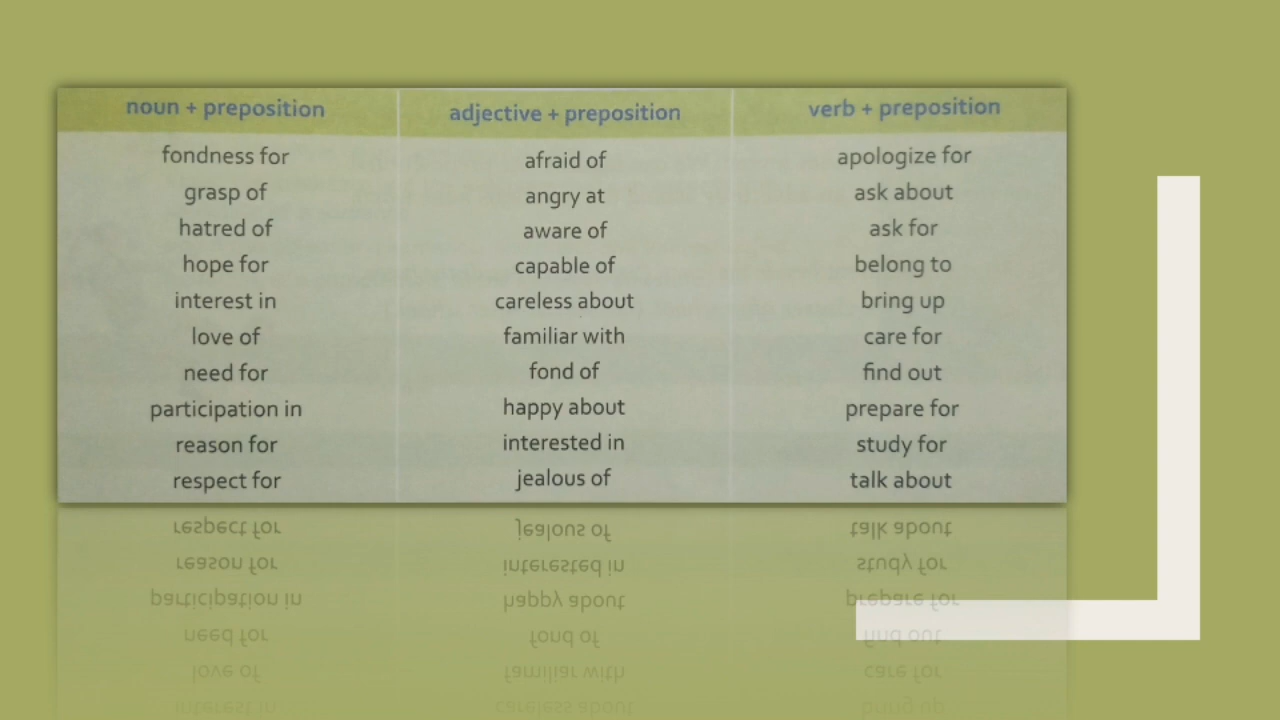 noun + preposition adjective + preposition verb + preposition
fondness for afraid of apologize for
grasp of angry at ask about
hatred of aware of ask for
hope for capable of belong to
interest in careless about bring up
love of familiar with care for
need for fond of find out
participation in happy about prepare for
reason for interested in study for
respect for jealous of talk about